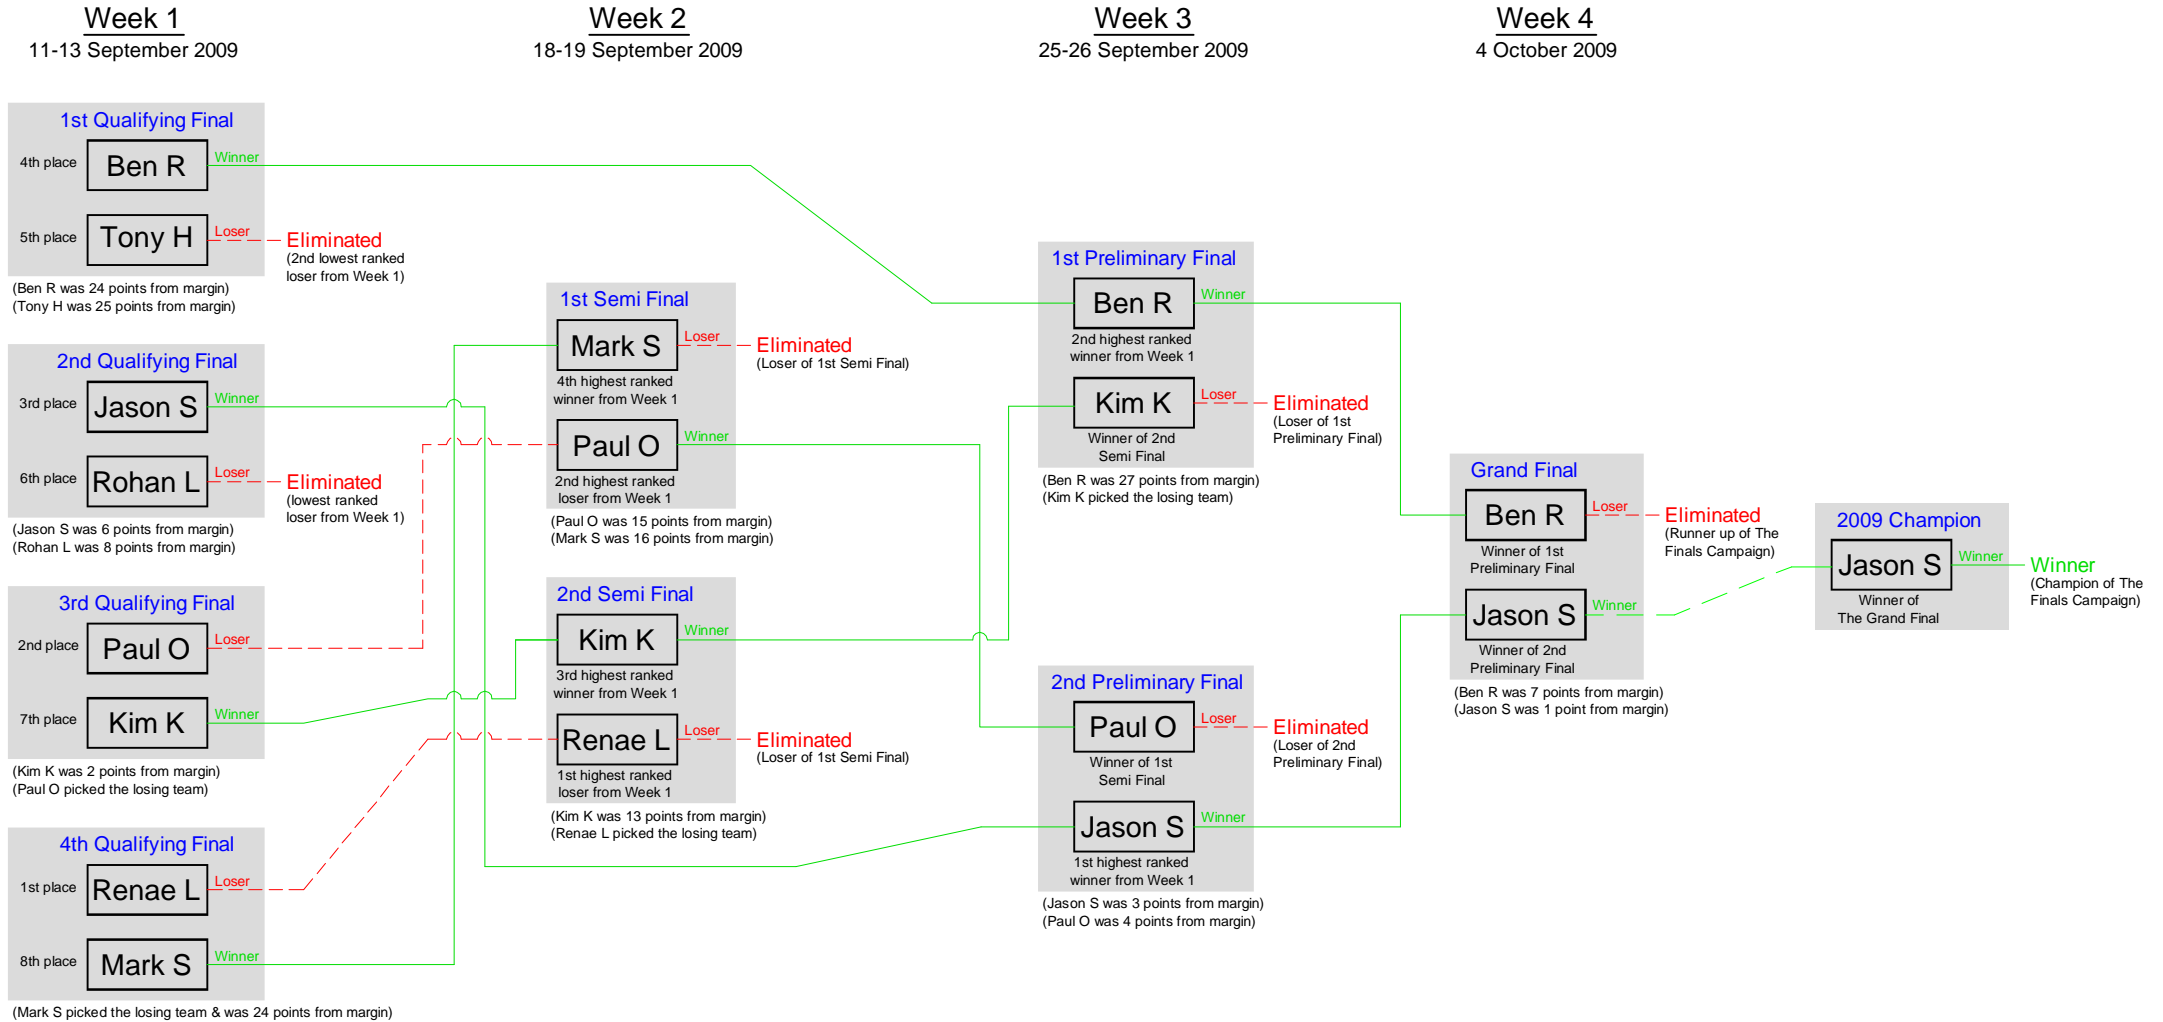 Week 1
11-13 September 2009
Week 2
18-19 September 2009
Week 3
25-26 September 2009
Week 4
4 October 2009
1st Qualifying Final
4th place
Ben R
Winner
5th place
Tony H
Loser
Eliminated
(2nd lowest ranked
loser from Week 1)
(Ben R was 24 points from margin)
(Tony H was 25 points from margin)
2nd Qualifying Final
3rd place
Jason S
Winner
6th place
Rohan L
Loser
Eliminated
(lowest ranked
loser from Week 1)
(Jason S was 6 points from margin)
(Rohan L was 8 points from margin)
3rd Qualifying Final
2nd place
Paul O
Loser
7th place
Kim K
Winner
(Kim K was 2 points from margin)
(Paul O picked the losing team)
4th Qualifying Final
1st place
Renae L
Loser
8th place
Mark S
Winner
(Mark S picked the losing team & was 24 points from margin)
1st Semi Final
Mark S
Loser
Eliminated
(Loser of 1st Semi Final)
4th highest ranked
winner from Week 1
Paul O
Winner
2nd highest ranked
loser from Week 1
(Paul O was 15 points from margin)
(Mark S was 16 points from margin)
2nd Semi Final
Kim K
Winner
3rd highest ranked
winner from Week 1
Renae L
Loser
Eliminated
(Loser of 1st Semi Final)
1st highest ranked
loser from Week 1
(Kim K was 13 points from margin)
(Renae L picked the losing team)
1st Preliminary Final
Ben R
Winner
2nd highest ranked
winner from Week 1
Kim K
Loser
Eliminated
(Loser of 1st
Preliminary Final)
Winner of 2nd
Semi Final
(Ben R was 27 points from margin)
(Kim K picked the losing team)
2nd Preliminary Final
Paul O
Loser
Eliminated
(Loser of 2nd
Preliminary Final)
Winner of 1st
Semi Final
Jason S
Winner
1st highest ranked
winner from Week 1
(Jason S was 3 points from margin)
(Paul O was 4 points from margin)
Grand Final
Ben R
Loser
Eliminated
(Runner up of The
Finals Campaign)
Winner of 1st
Preliminary Final
Jason S
Winner
Winner of 2nd
Preliminary Final
(Ben R was 7 points from margin)
(Jason S was 1 point from margin)
2009 Champion
Jason S
Winner
Winner
(Champion of The
Finals Campaign)
Winner of
The Grand Final